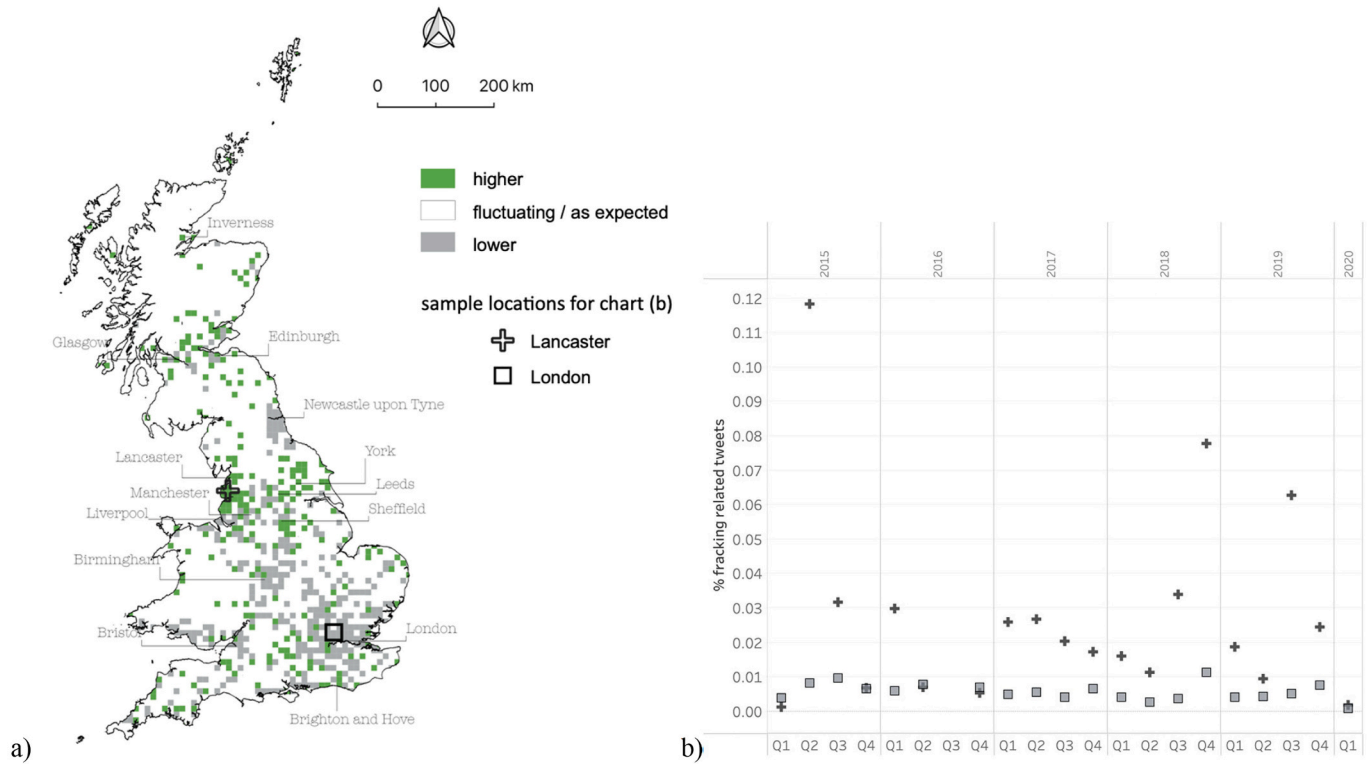 0 100 200 km
higher
fluctuating / as expected
lower
sample locations for chart (b)
Lancaster
London
Inverness
Glasgow
Edinburgh
Newcastle upon Tyne
Lancaster
York
Manchester
Leeds
Liverpool
Sheffield
Birmingham
Bristol
London
Brighton and Hove
a)
2015 2016 2017 2018 2019 2020
% fracking related tweets
0.12
0.11
0.10
0.09
0.08
0.07
0.06
0.05
0.04
0.03
0.02
0.01
0.00
Q1 Q2 Q3 Q4 Q1 Q2 Q3 Q4 Q1 Q2 Q3 Q4 Q1 Q2 Q3 Q4 Q1 Q2 Q3 Q4 Q1
b)